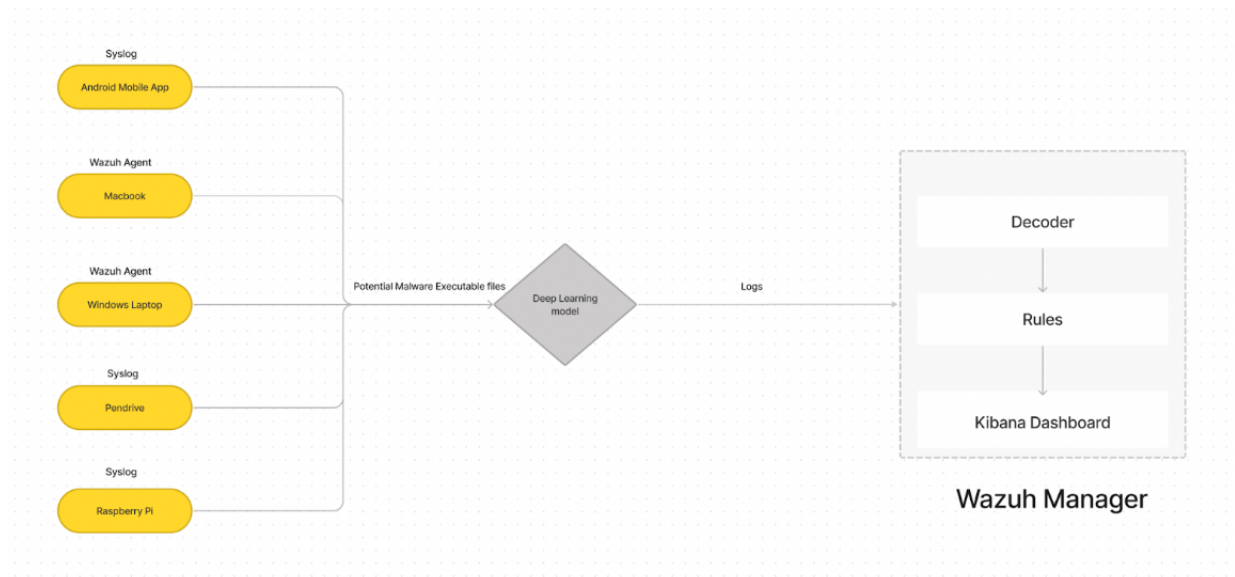 Syslog
Android Mobile App
Wazuh Agent
Macbook
Wazuh Agent
Windows Laptop
Syslog
Pendrive
Syslog
Raspberry Pi
Potential Malware Executable files
Deep Learning
model
Logs
Decoder
Rules
Kibana Dashboard
Wazuh Manager